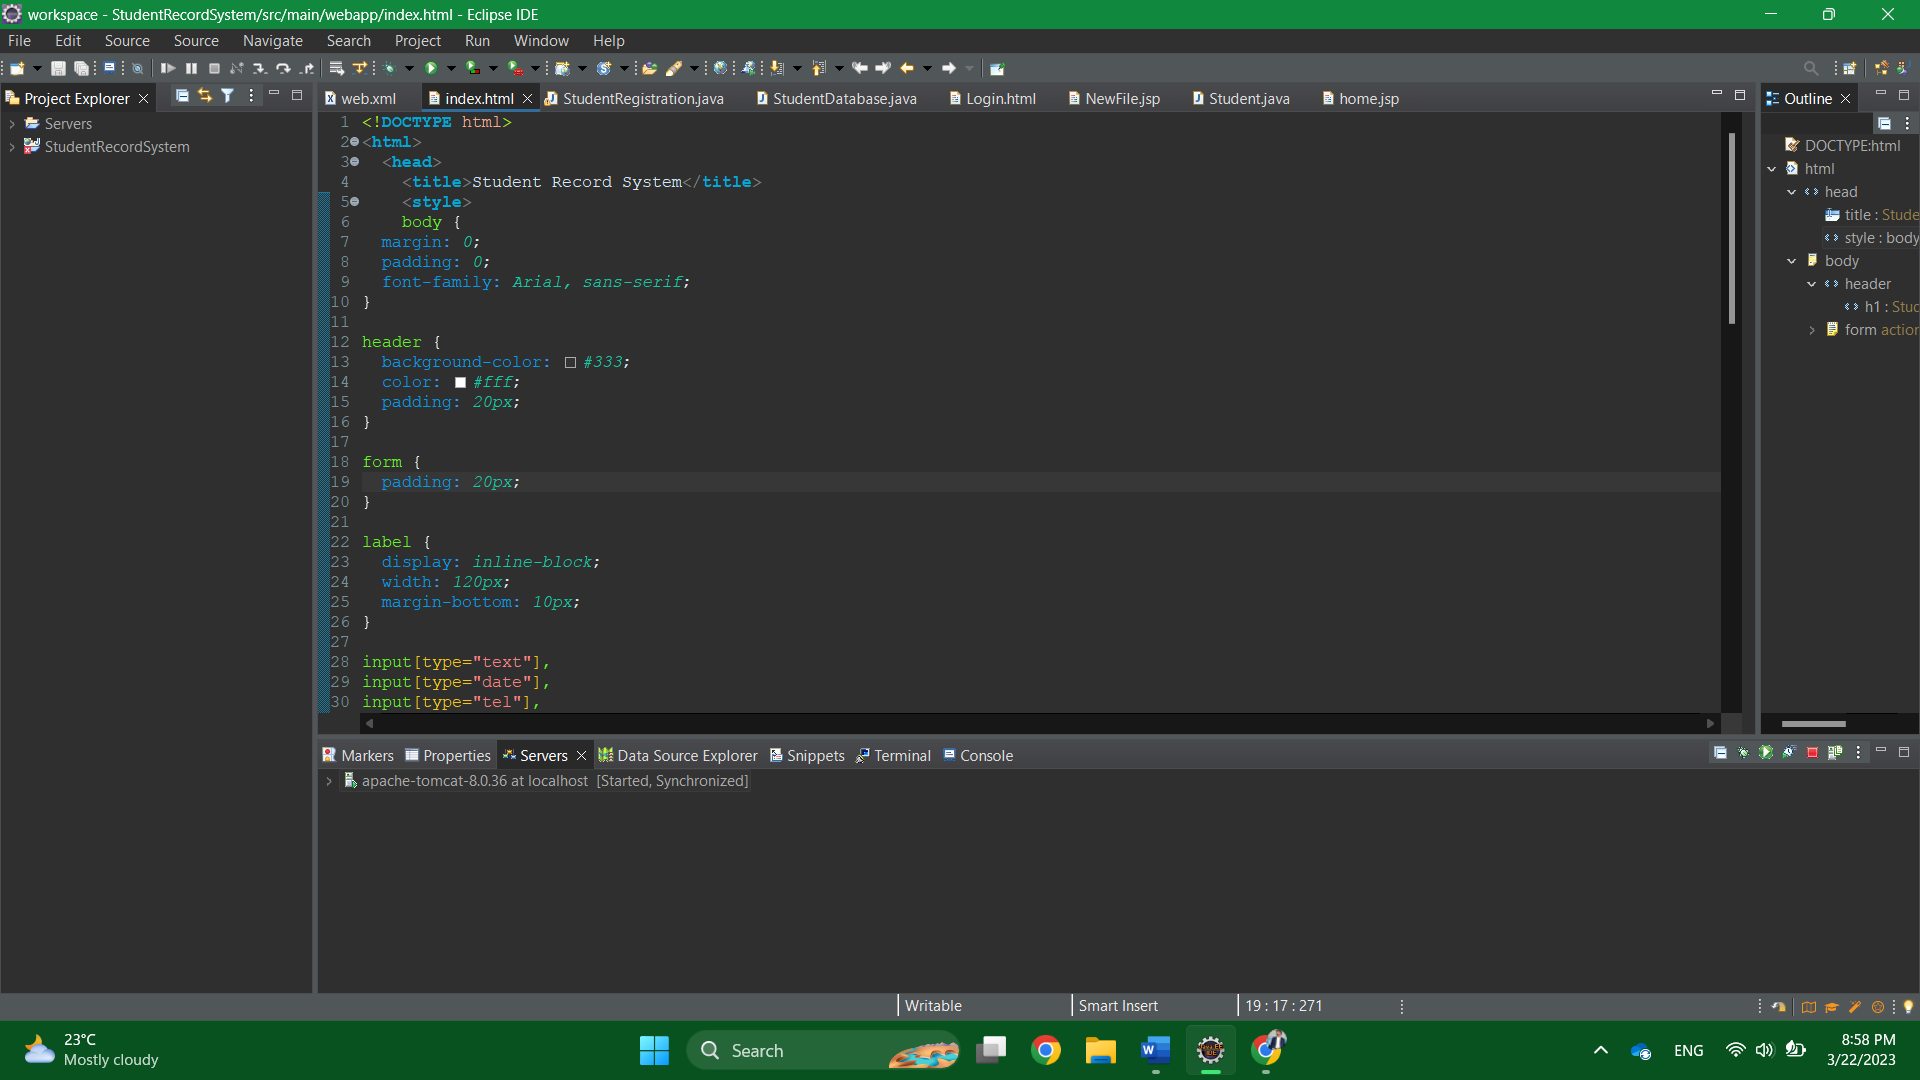 workspace - StudentRecordSystem/src/main/webapp/index.html - Eclipse IDE
File Edit Source Source Navigate Search Project Run Window Help
Project Explorer
Servers
StudentRecordSystem
web.xml index.html StudentRegistration.java StudentDatabase.java Login.html NewFile.jsp Student.java home.jsp
1 <!DOCTYPE html>
2 <html>
3 <head>
4 <title>Student Record System</title>
5 <style>
6 body {
7 margin: 0;
8 padding: 0;
9 font-family: Arial, sans-serif;
10 }
11
12 header {
13 background-color: #333;
14 color: #fff;
15 padding: 20px;
16 }
17
18 form {
19 padding: 20px;
20 }
21
22 label {
23 display: inline-block;
24 width: 120px;
25 margin-bottom: 10px;
26 }
27
28 input[type="text"],
29 input[type="date"],
30 input[type="tel"],
Outline
DOCTYPE:html
html
head
title : Stude
style : body
body
header
h1 : Stuc
form action
Markers Properties Servers Data Source Explorer Snippets Terminal Console
apache-tomcat-8.0.36 at localhost [Started, Synchronized]
Writable Smart Insert 19 : 17 : 271
23°C
Mostly cloudy
Search
ENG
8:58 PM
3/22/2023